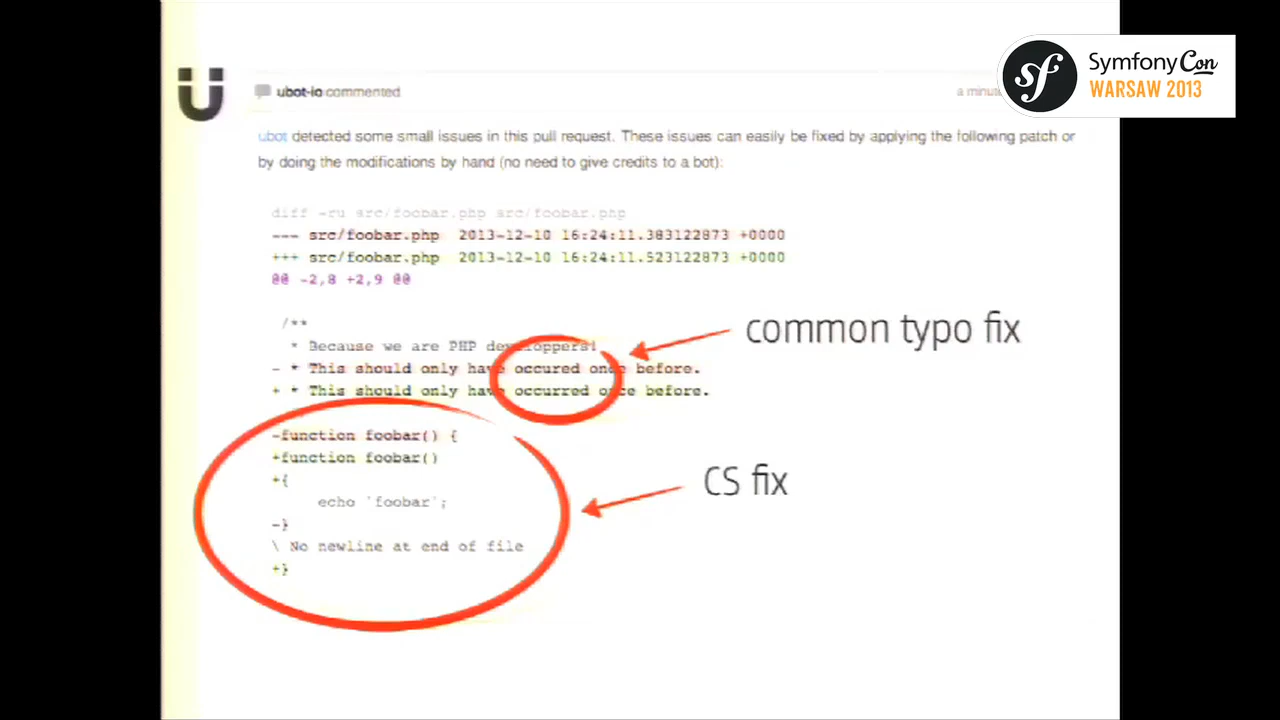 SymfonyCon
WARSAW 2013
ubot-io commented
a minut
ubot detected some small issues in this pull request. These issues can easily be fixed by applying the following patch or
by doing the modifications by hand (no need to give credits to a bot):
diff -ru src/foobar.php src/foobar.php
--- src/foobar.php 2013-12-10 16:24:11.383122873 +0000
+++ src/foobar.php 2013-12-10 16:24:11.523122873 +0000
@@ -2,8 +2,9 @@
/**
* Because we are PHP developpers!
- * This should only have occured once before.
+ * This should only have occurred once before.
-function foobar() {
+function foobar()
+{
echo 'foobar';
-}
\ No newline at end of file
+}
common typo fix
CS fix